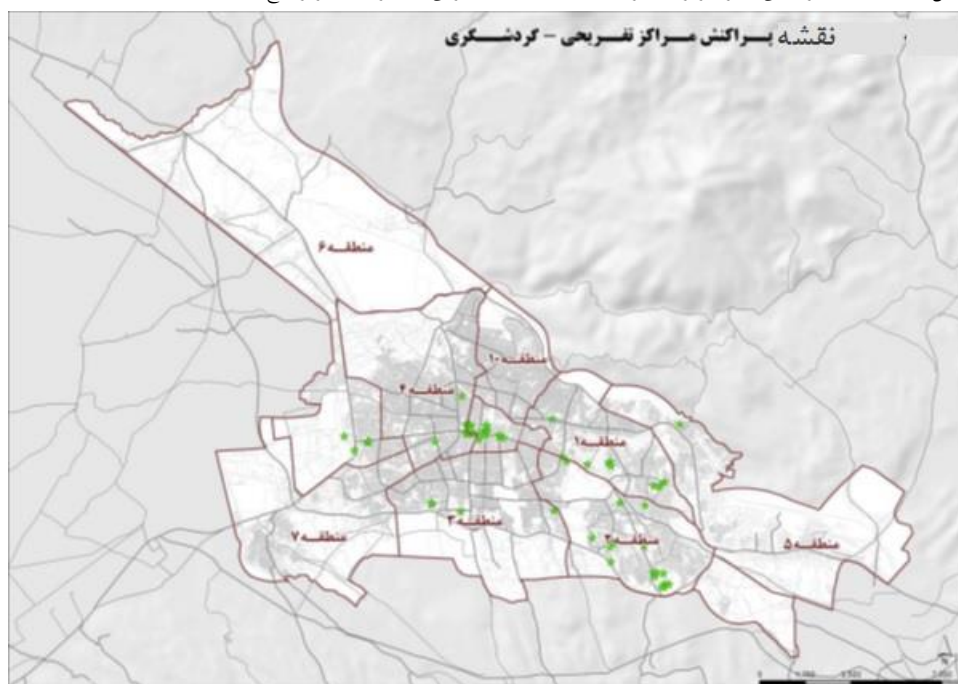 نقشه پراکنش مراکز تفریحی - گردشگری
منطقه ۶
منطقه ۱۰
منطقه ۴
منطقه ۱
منطقه ۳
منطقه ۲
منطقه ۷
منطقه ۵